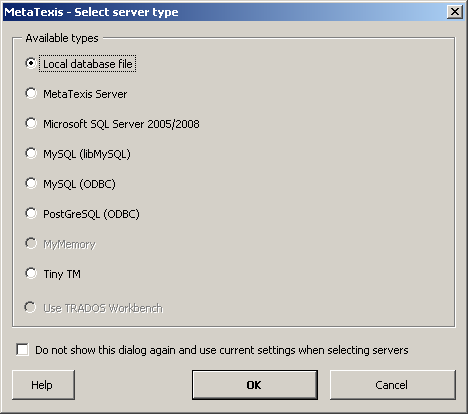 MetaTexis - Select server type
Available types
Local database file
MetaTexis Server
Microsoft SQL Server 2005/2008
MySQL (libMySQL)
MySQL (ODBC)
PostGreSQL (ODBC)
MyMemory
Tiny TM
Use TRADOS Workbench
Do not show this dialog again and use current settings when selecting servers
Help OK Cancel